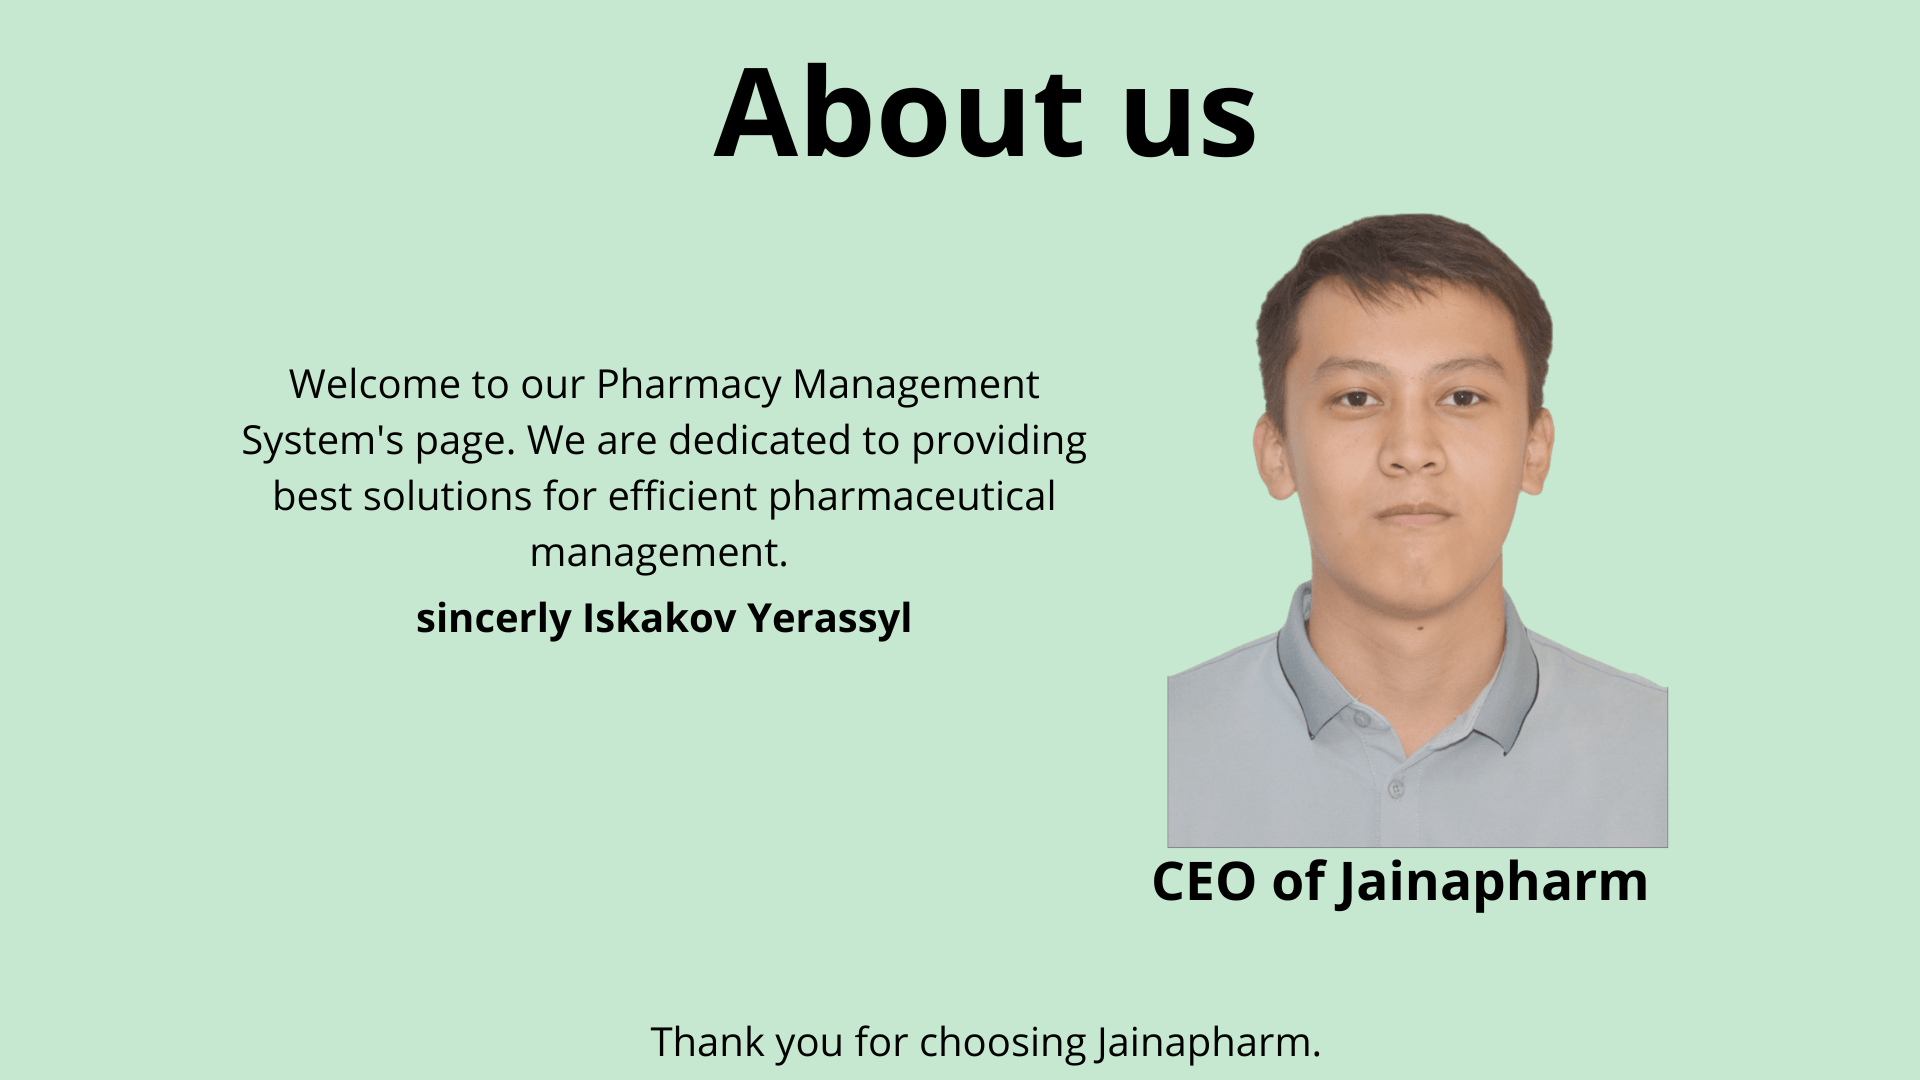 About us
Welcome to our Pharmacy Management
System's page. We are dedicated to providing
best solutions for efficient pharmaceutical
management.
sincerly Iskakov Yerassyl
CEO of Jainapharm
Thank you for choosing Jainapharm.